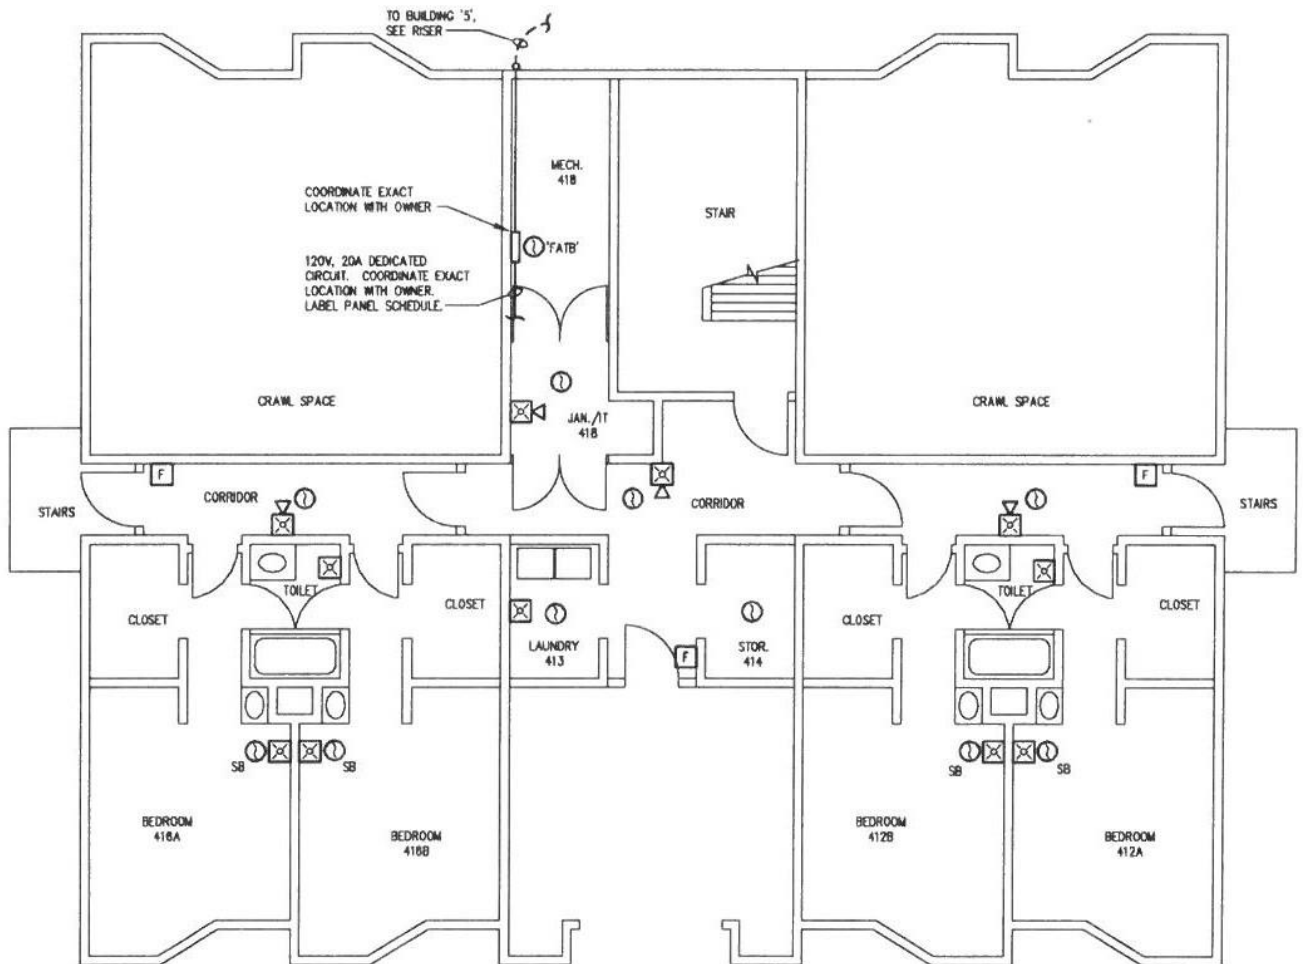 TO BUILDING '5',
SEE RISER
MECH.
418
COORDINATE EXACT
LOCATION WITH OWNER
STAIR
'FATB'
120V, 20A DEDICATED
CIRCUIT. COORDINATE EXACT
LOCATION WITH OWNER.
LABEL PANEL SCHEDULE.
CRAWL SPACE
CRAWL SPACE
JAN./IT
418
F
F
CORRIDOR
CORRIDOR
STAIRS
STAIRS
TOILET
TOILET
CLOSET
CLOSET
CLOSET
CLOSET
LAUNDRY
413
F
STOR.
414
SB
SB
SB
SB
BEDROOM
416A
BEDROOM
416B
BEDROOM
412B
BEDROOM
412A